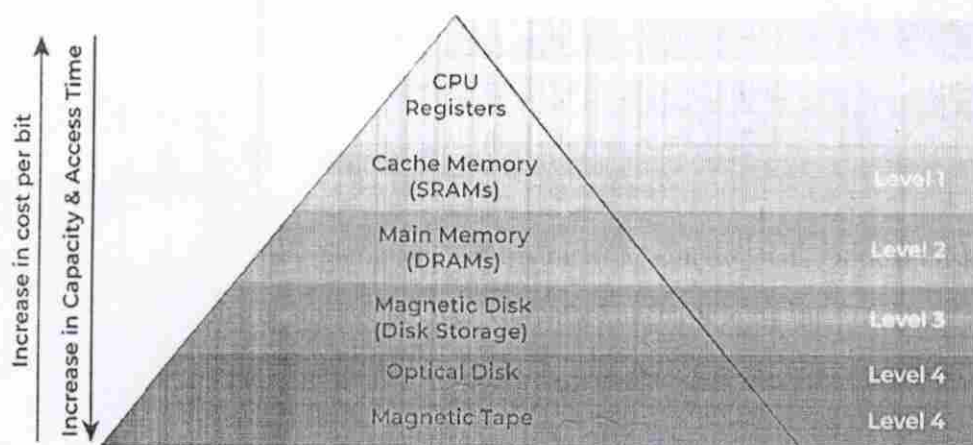 Increase in cost per bit
Increase in Capacity & Access Time
CPU
Registers
Cache Memory
(SRAMs)
Level 1
Main Memory
(DRAMs)
Level 2
Magnetic Disk
(Disk Storage)
Level 3
Optical Disk
Level 4
Magnetic Tape
Level 4